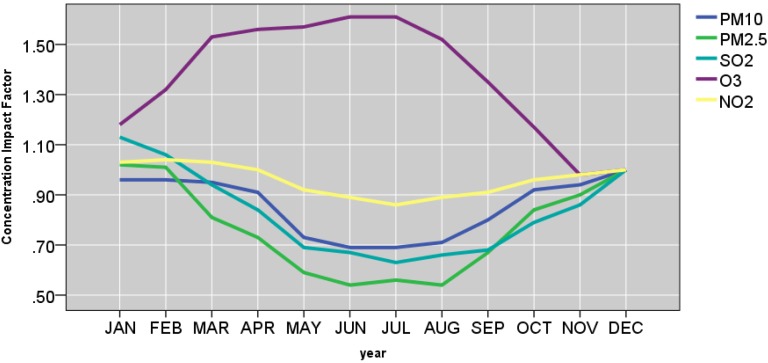 PM10
PM2.5
SO2
O3
NO2
Concentration Impact Factor
1.50
1.30
1.10
.90
.70
.50
JAN FEB MAR APR MAY JUN JUL AUG SEP OCT NOV DEC
year